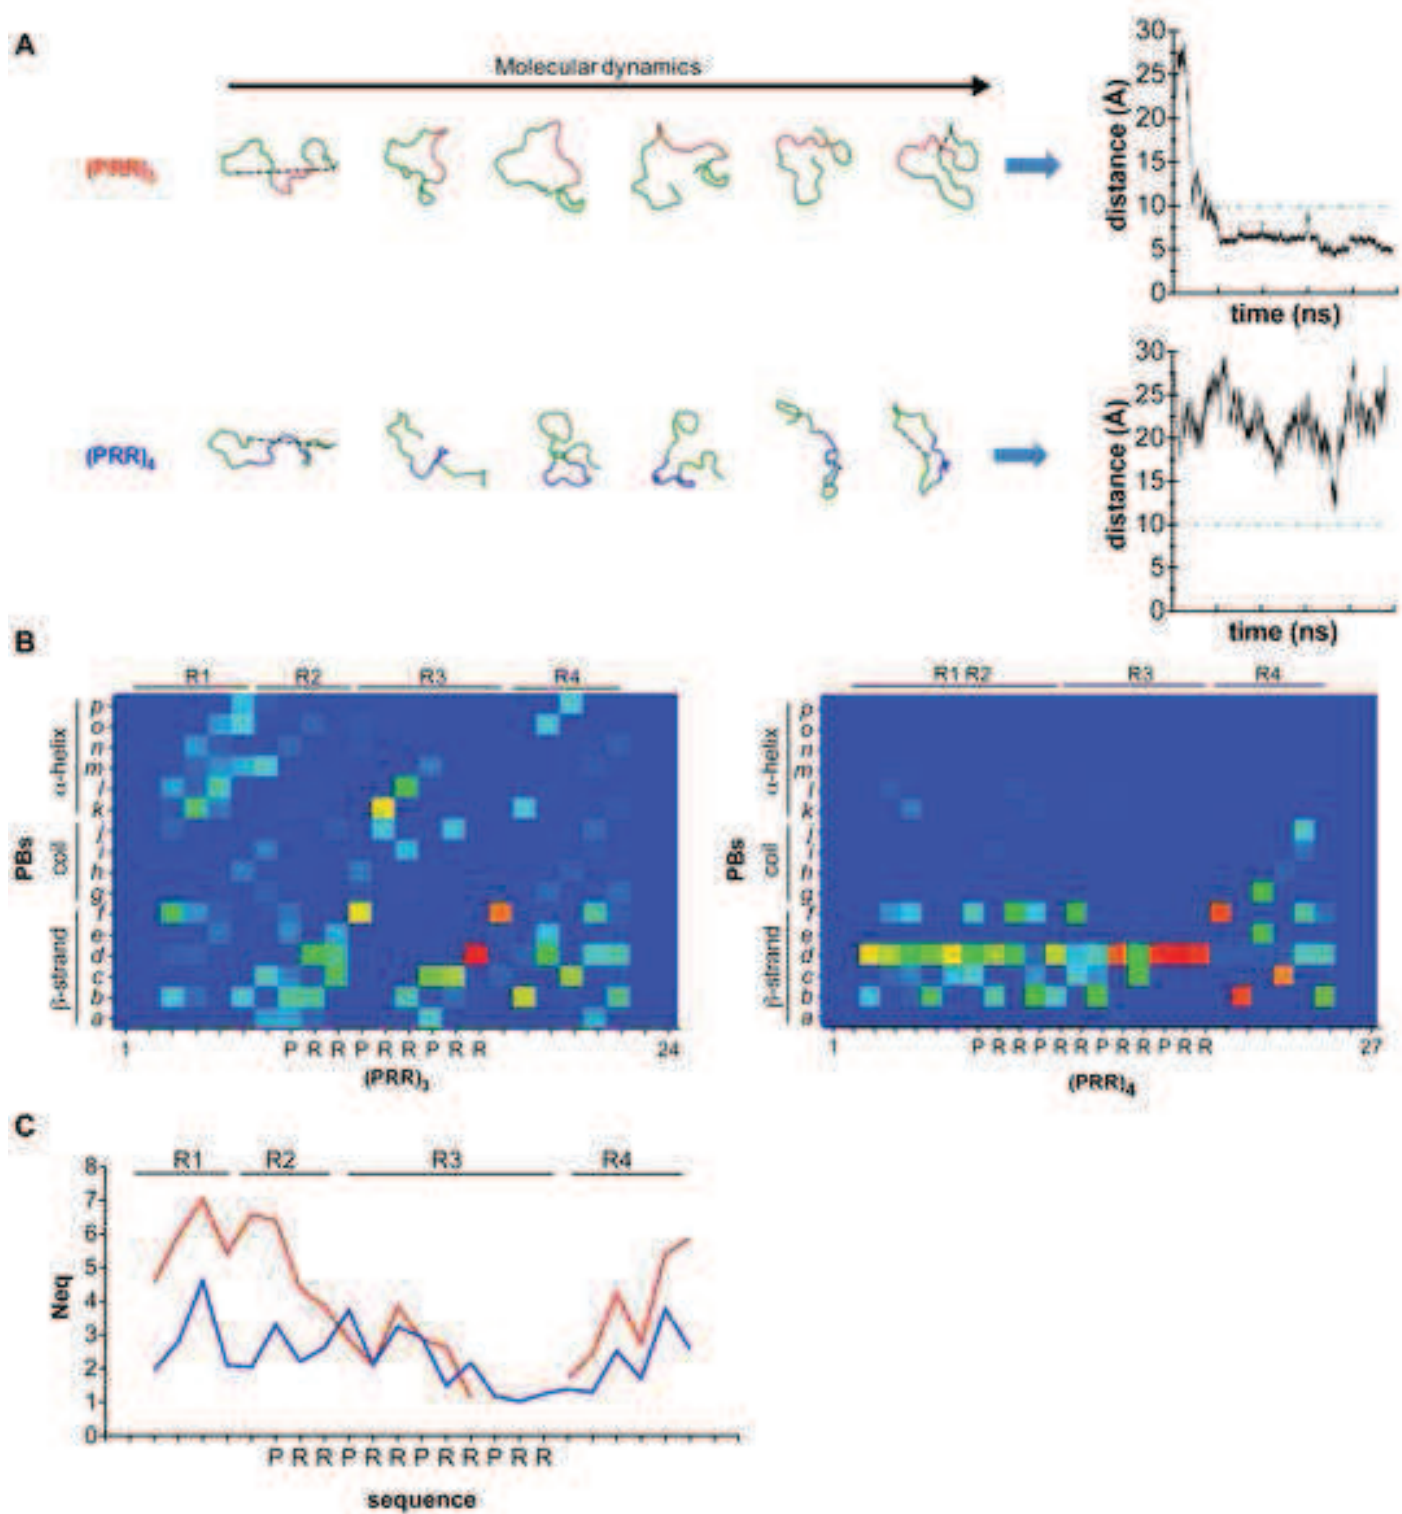 A
Molecular dynamics
(PRR)3
30
25
20
15
10
5
0
distance (Å)
time (ns)
(PRR)4
30
25
20
15
10
5
0
distance (Å)
time (ns)
B
R1 R2 R3 R4
PBs
α-helix
coil
β-strand
p
o
n
m
l
k
j
i
h
g
f
e
d
c
b
a
1 P R R P R R P R R 24
(PRR)3
R1 R2 R3 R4
PBs
α-helix
coil
β-strand
p
o
n
m
l
k
j
i
h
g
f
e
d
c
b
a
1 P R R P R R P R R P R R 27
(PRR)4
C
R1 R2 R3 R4
8
7
6
5
4
3
2
1
0
Neq
P R R P R R P R R P R R
sequence